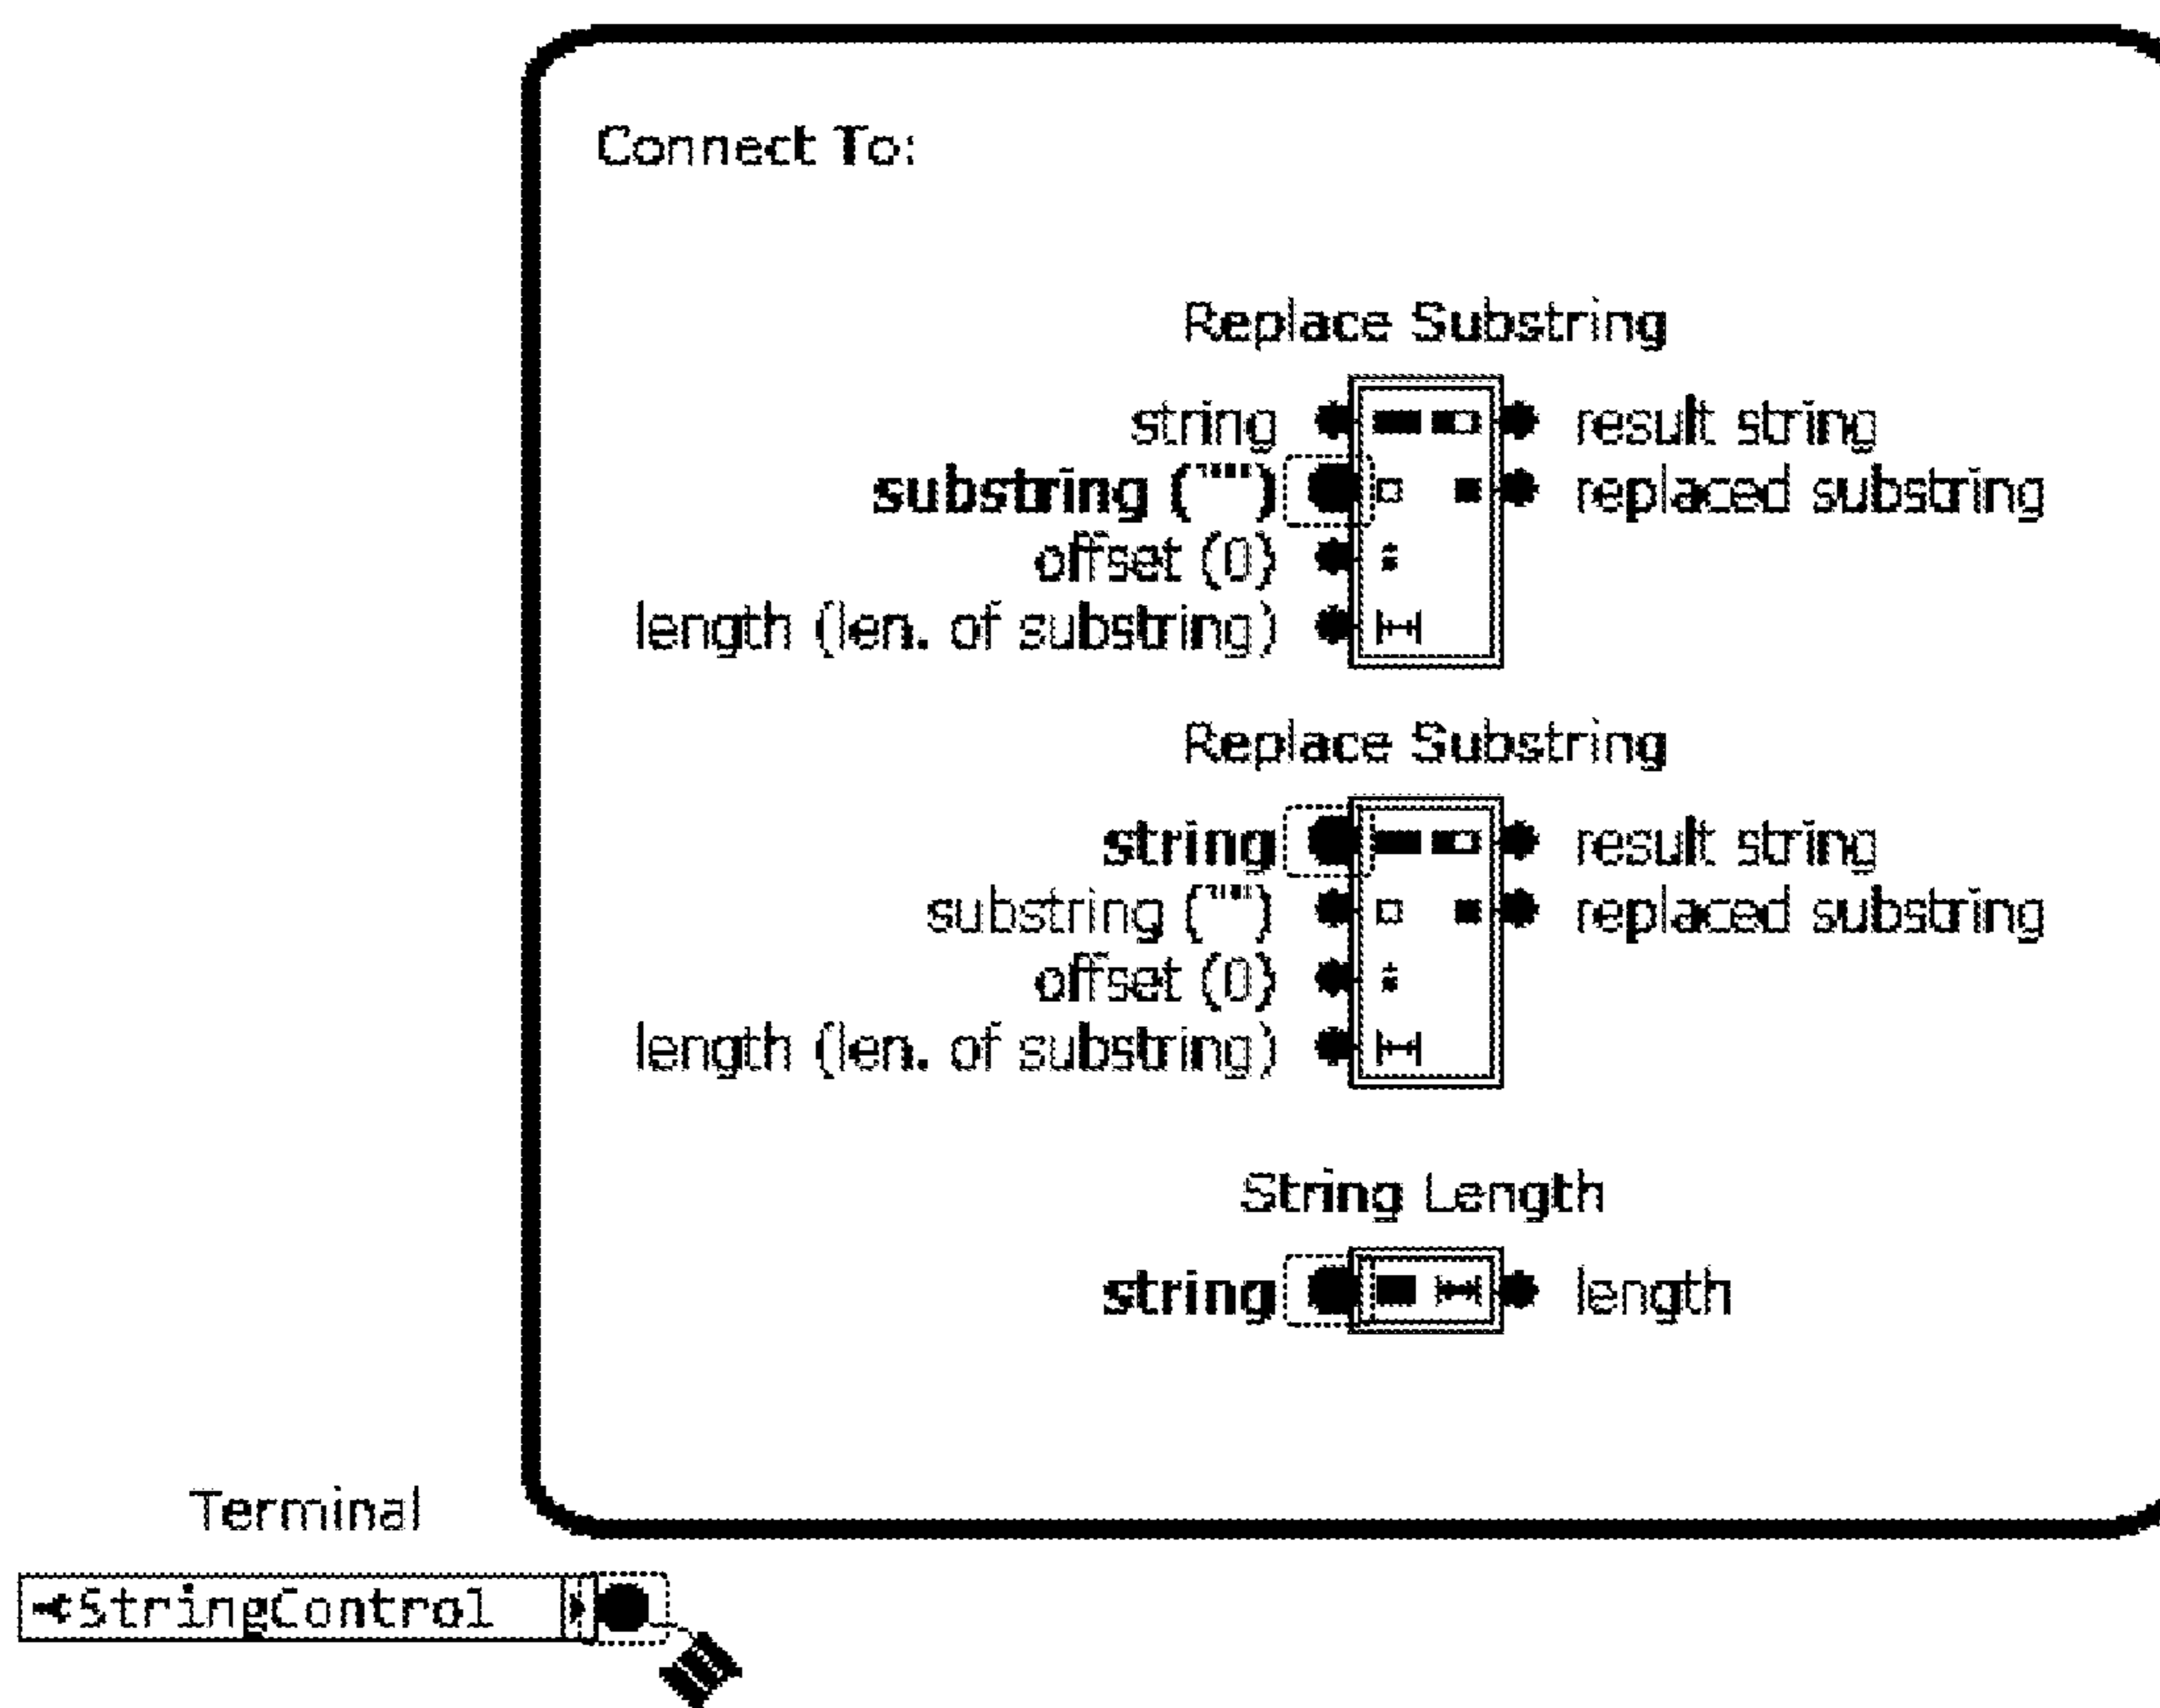 Connect To:
Replace Substring
string result string
substring ("") replaced substring
offset (0)
length (len. of substring)
Replace Substring
string result string
substring ("") replaced substring
offset (0)
length (len. of substring)
String Length
string length
Terminal
StringControl